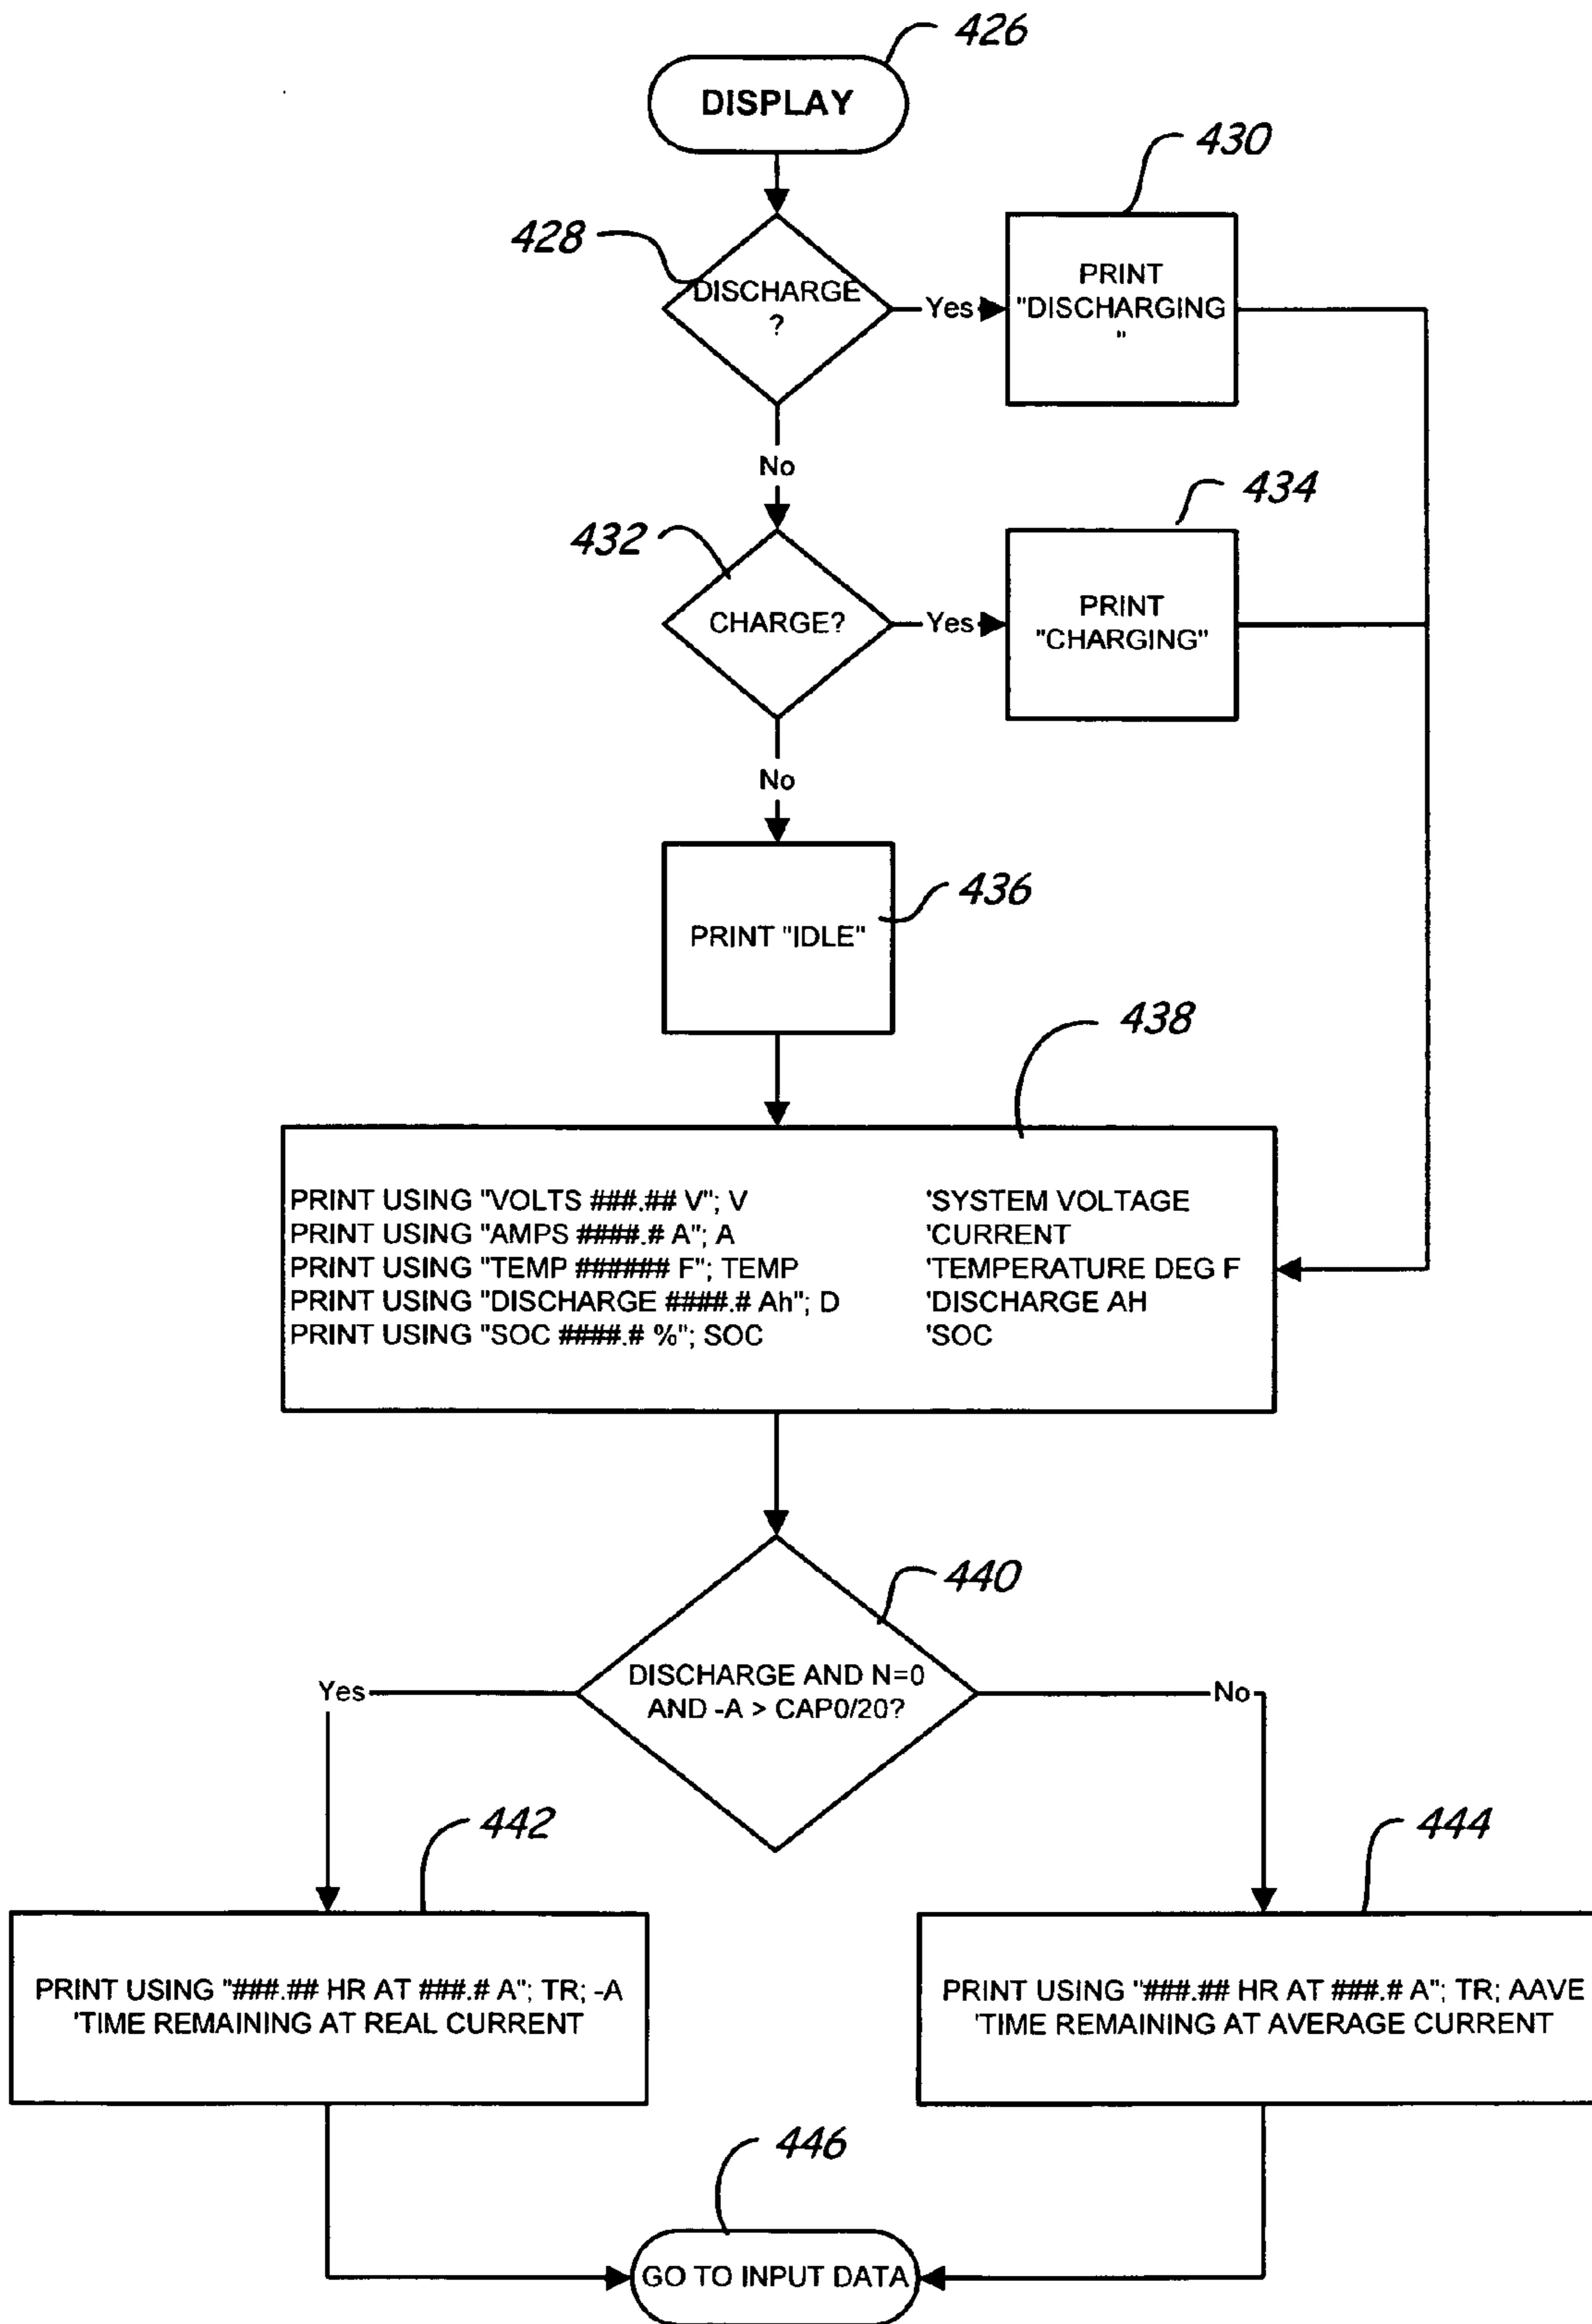 426
DISPLAY
430
428
DISCHARGE
?
Yes
PRINT
"DISCHARGING
"
No
434
432
CHARGE?
Yes
PRINT
"CHARGING"
No
436
PRINT "IDLE"
438
PRINT USING "VOLTS ###.## V"; V 'SYSTEM VOLTAGE
PRINT USING "AMPS ####.# A"; A 'CURRENT
PRINT USING "TEMP ###### F"; TEMP 'TEMPERATURE DEG F
PRINT USING "DISCHARGE ####.# Ah"; D 'DISCHARGE AH
PRINT USING "SOC ####.# %"; SOC 'SOC
440
DISCHARGE AND N=0
AND -A > CAP0/20?
Yes
No
442
444
PRINT USING "###.## HR AT ###.# A"; TR; -A
'TIME REMAINING AT REAL CURRENT
PRINT USING "###.## HR AT ###.# A"; TR; AAVE
'TIME REMAINING AT AVERAGE CURRENT
446
GO TO INPUT DATA